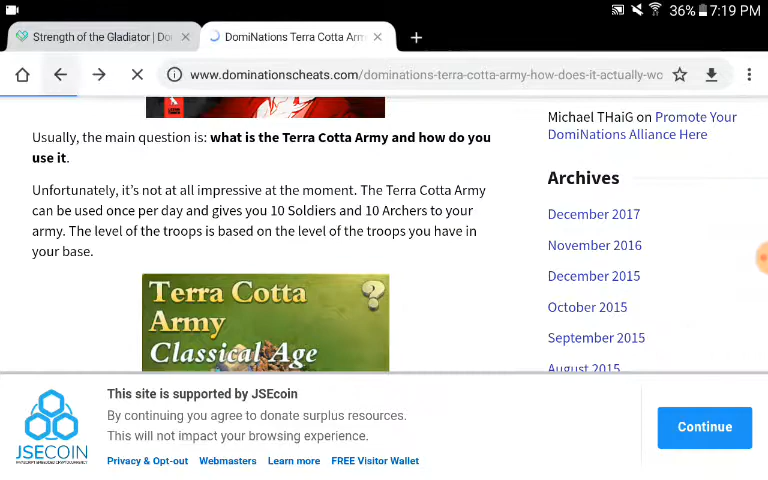 36% 7:19 PM
Strength of the Gladiator | Do
DomiNations Terra Cotta Arm
www.dominationscheats.com/dominations-terra-cotta-army-how-does-it-actually-wo
Usually, the main question is: what is the Terra Cotta Army and how do you
use it.
Unfortunately, it's not at all impressive at the moment. The Terra Cotta Army
can be used once per day and gives you 10 Soldiers and 10 Archers to your
army. The level of the troops is based on the level of the troops you have in
your base.
Terra Cotta
Army
Classical Age
?
Michael THaiG on Promote Your
DomiNations Alliance Here
Archives
December 2017
November 2016
December 2015
October 2015
September 2015
August 2015
This site is supported by JSEcoin
By continuing you agree to donate surplus resources.
This will not impact your browsing experience.
Privacy & Opt-out Webmasters Learn more FREE Visitor Wallet
JSECOIN
Continue